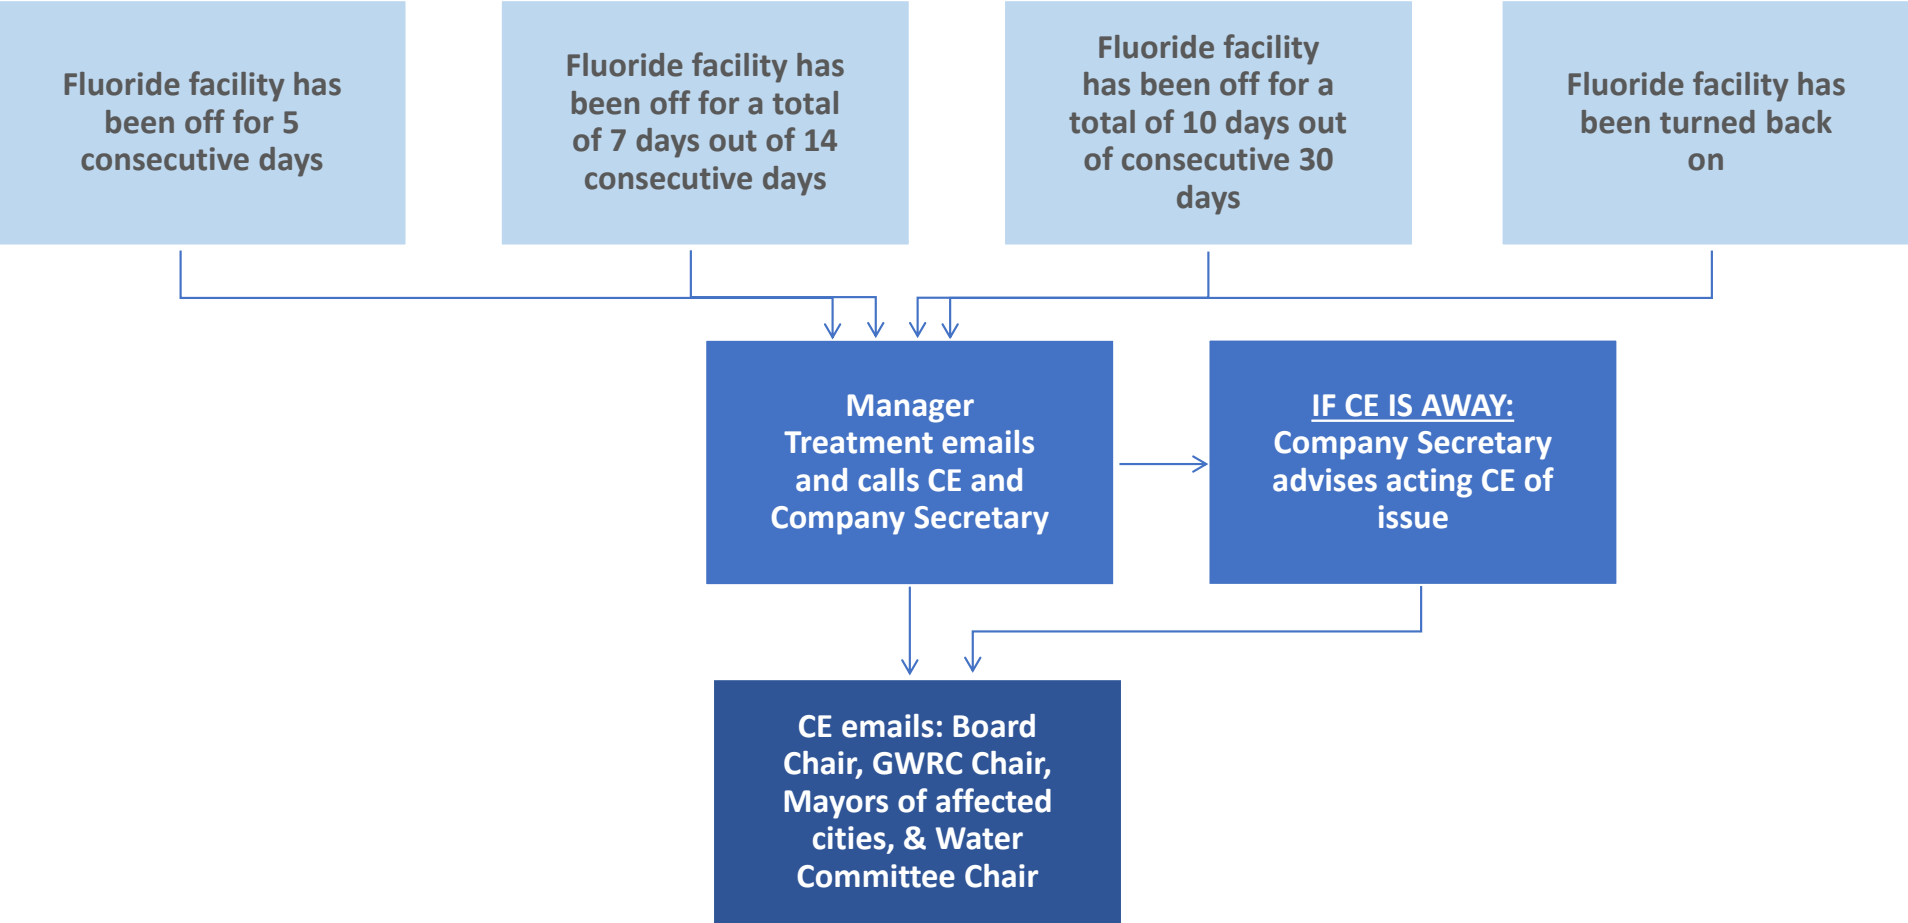 Fluoride facility has
been off for 5
consecutive days
Fluoride facility has
been off for a total
of 7 days out of 14
consecutive days
Fluoride facility
has been off for a
total of 10 days out
of consecutive 30
days
Fluoride facility has
been turned back
on
Manager
Treatment emails
and calls CE and
Company Secretary
IF CE IS AWAY:
Company Secretary
advises acting CE of
issue
CE emails: Board
Chair, GWRC Chair,
Mayors of affected
cities, & Water
Committee Chair